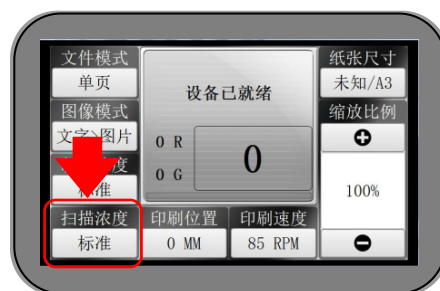 文件模式
单页
图像模式
文字>图片
度
准
扫描浓度
标准
设备已就绪
0 R
0 G
0
印刷位置
0 MM
印刷速度
85 RPM
纸张尺寸
未知/A3
缩放比例
100%